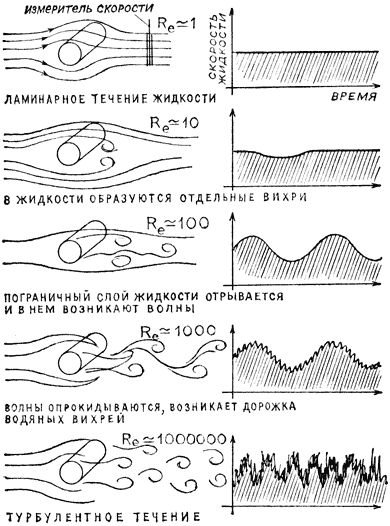 ИЗМЕРИТЕЛЬ СКОРОСТИ
Re≃1
СКОРОСТЬ
ЖИДКОСТИ
ВРЕМЯ
ЛАМИНАРНОЕ ТЕЧЕНИЕ ЖИДКОСТИ
Re≃10
В ЖИДКОСТИ ОБРАЗУЮТСЯ ОТДЕЛЬНЫЕ ВИХРИ
Re≃100
ПОГРАНИЧНЫЙ СЛОЙ ЖИДКОСТИ ОТРЫВАЕТСЯ
И В НЕМ ВОЗНИКАЮТ ВОЛНЫ
Re≃1000
ВОЛНЫ ОПРОКИДЫВАЮТСЯ, ВОЗНИКАЕТ ДОРОЖКА
ВОДЯНЫХ ВИХРЕЙ
Re≃1000000
ТУРБУЛЕНТНОЕ ТЕЧЕНИЕ